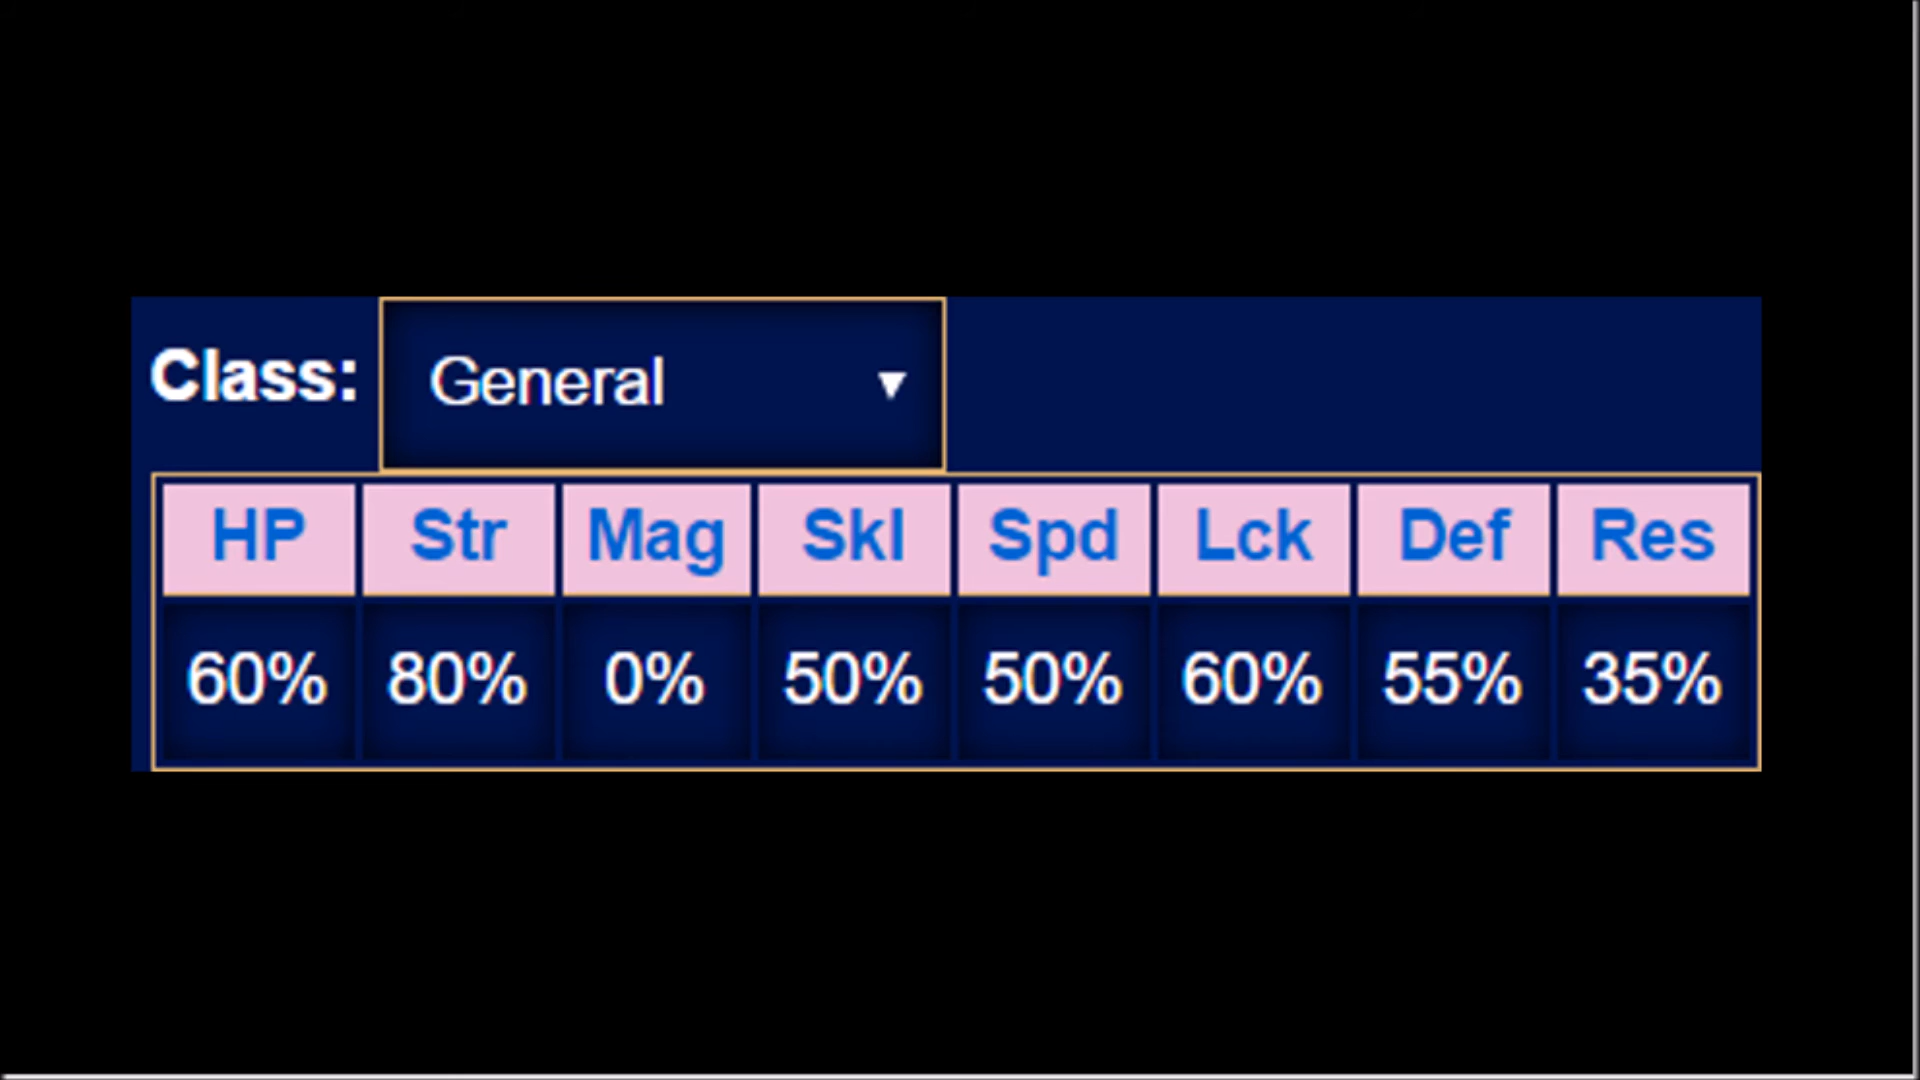 Class: General ▼
HP Str Mag Skl Spd Lck Def Res
60% 80% 0% 50% 50% 60% 55% 35%